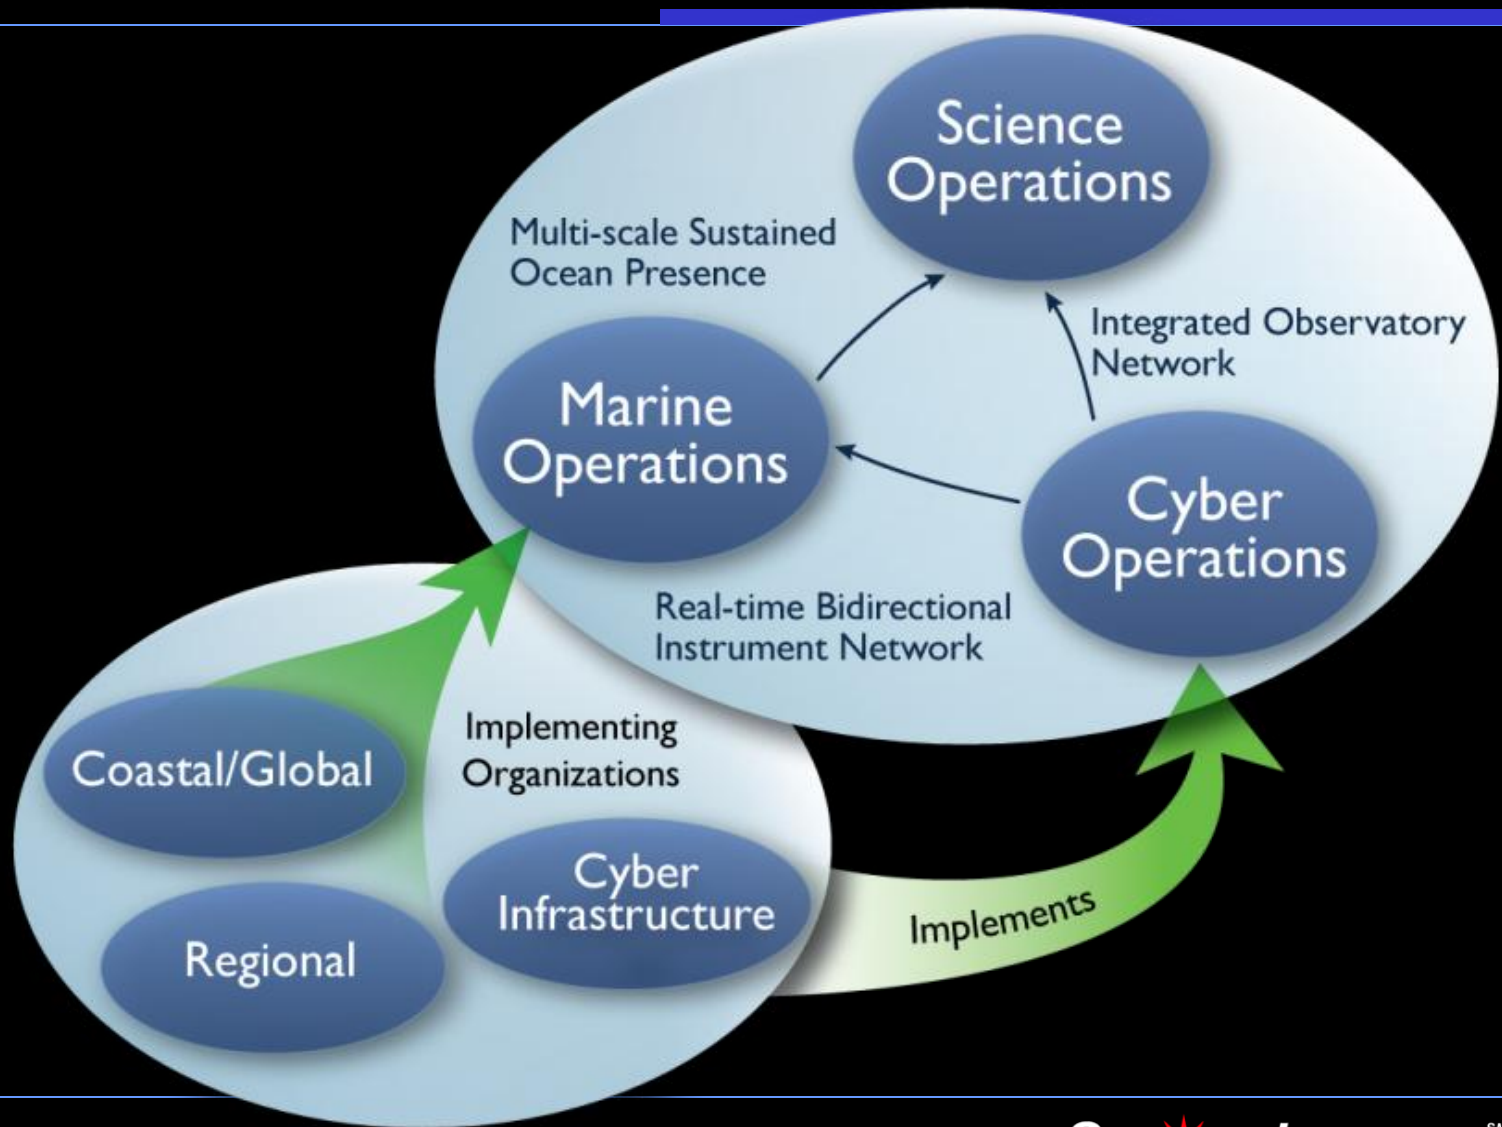 Science
Operations
Multi-scale Sustained
Ocean Presence
Integrated Observatory
Network
Marine
Operations
Cyber
Operations
Real-time Bidirectional
Instrument Network
Implementing
Organizations
Coastal/Global
Cyber
Infrastructure
Implements
Regional
SM